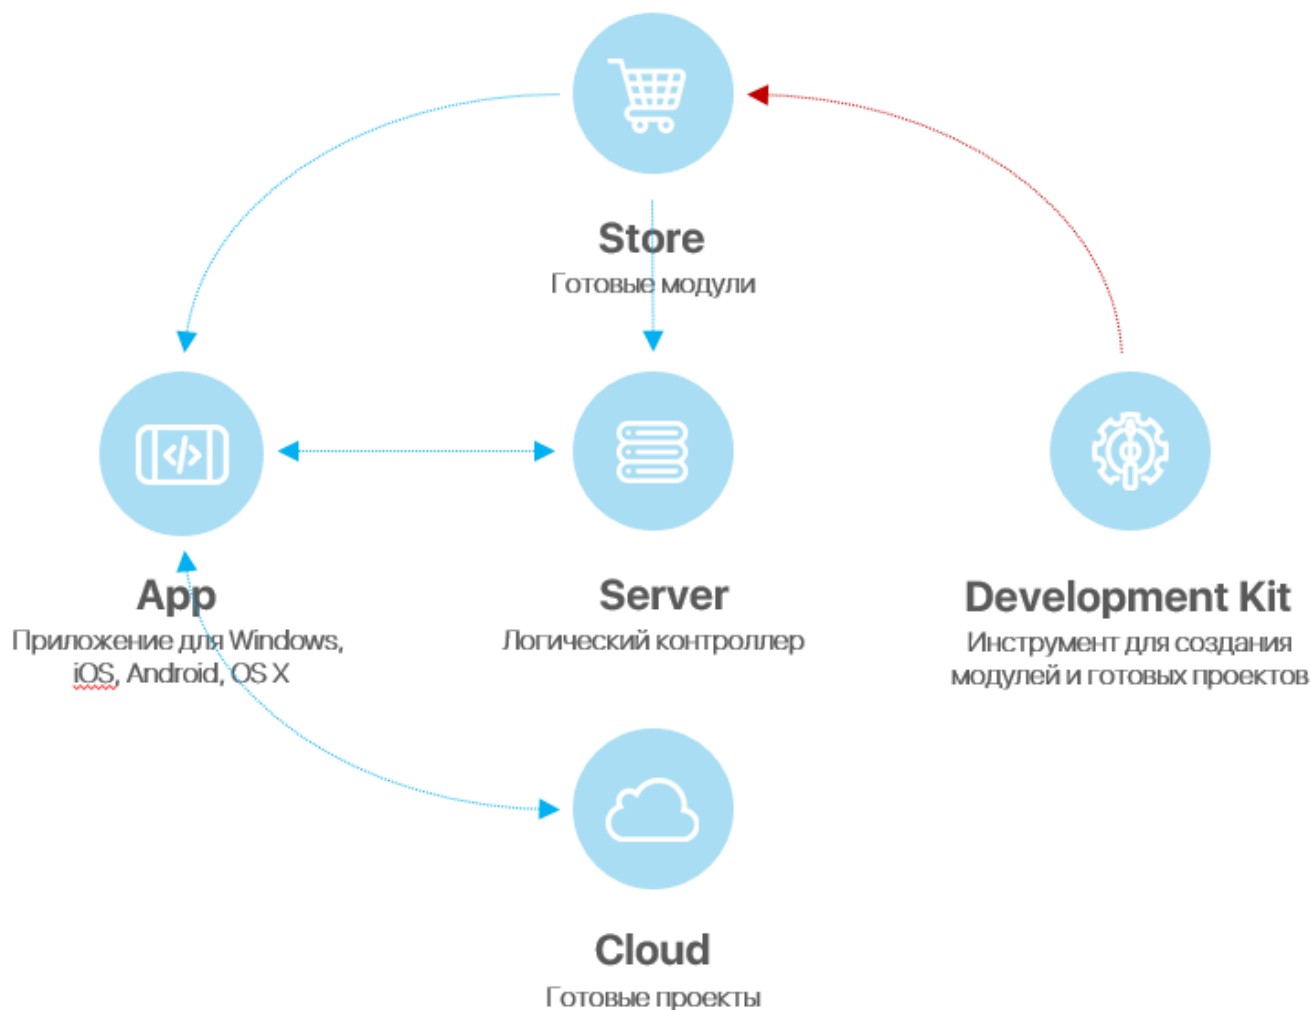 Store
Готовые модули
App
Приложение для Windows,
iOS, Android, OS X
Server
Логический контроллер
Development Kit
Инструмент для создания
модулей и готовых проектов
Cloud
Готовые проекты